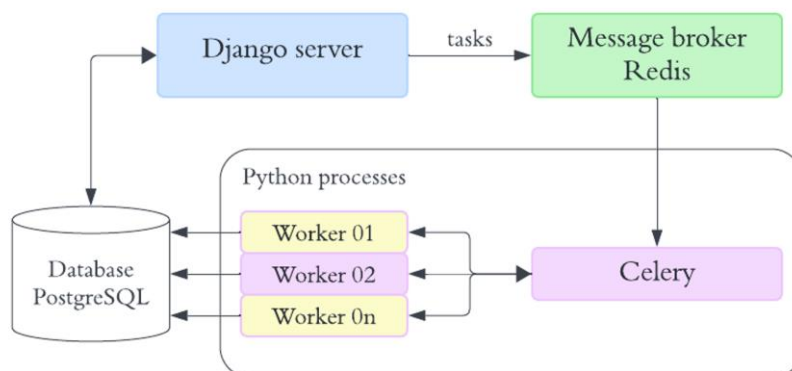 Django server
tasks
Message broker
Redis
Python processes
Worker 01
Worker 02
Worker 0n
Celery
Database
PostgreSQL